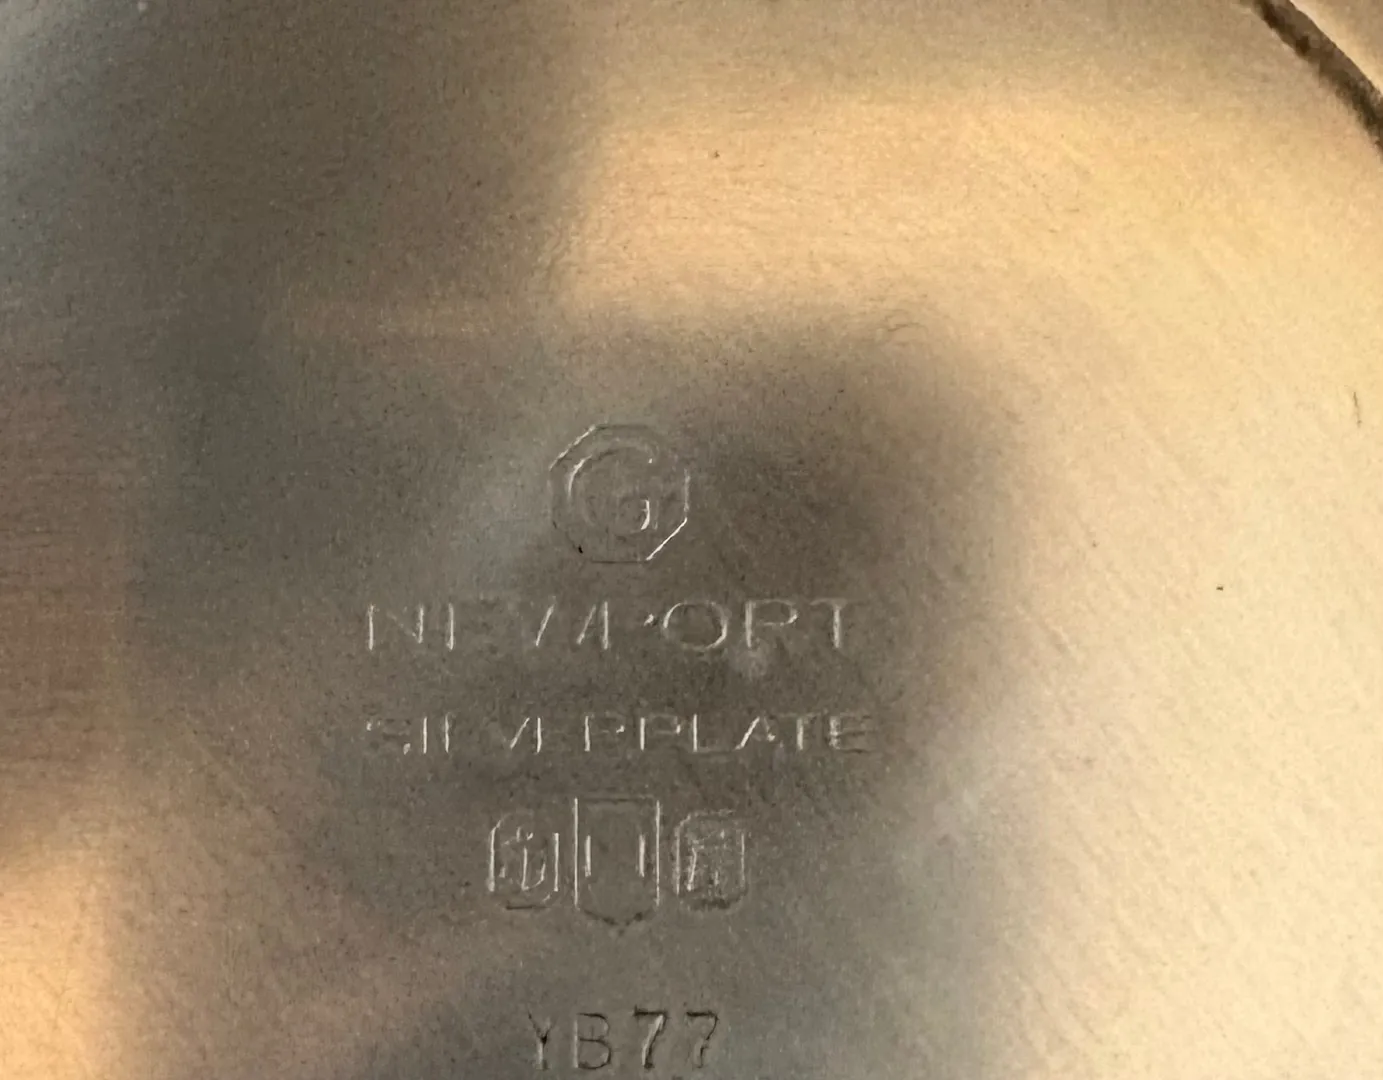 G
NEWPORT
SILVERPLATE
YB77